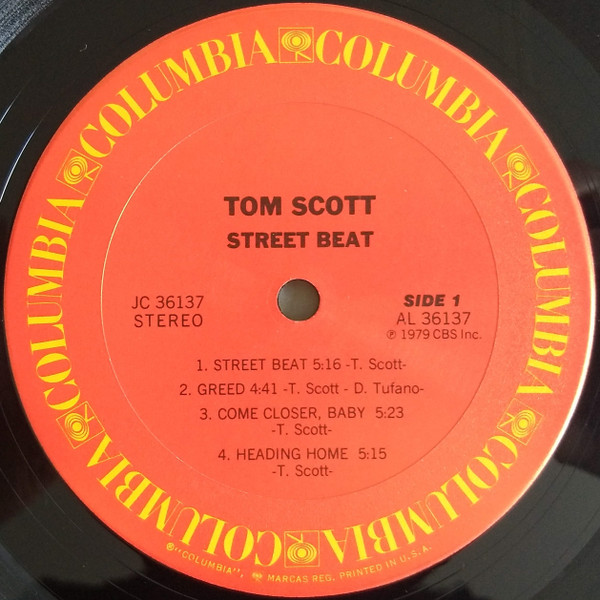 COLUMBIA
COLUMBIA
COLUMBIA
COLUMBIA
COLUMBIA
COLUMBIA
TOM SCOTT
STREET BEAT
JC 36137
STEREO
SIDE 1
AL 36137
℗ 1979 CBS Inc.
1. STREET BEAT 5:16 -T. Scott-
2. GREED 4:41 -T. Scott - D. Tufano-
3. COME CLOSER, BABY 5:23
-T. Scott-
4. HEADING HOME 5:15
-T. Scott-
®"COLUMBIA", MARCAS REG. PRINTED IN U.S.A.